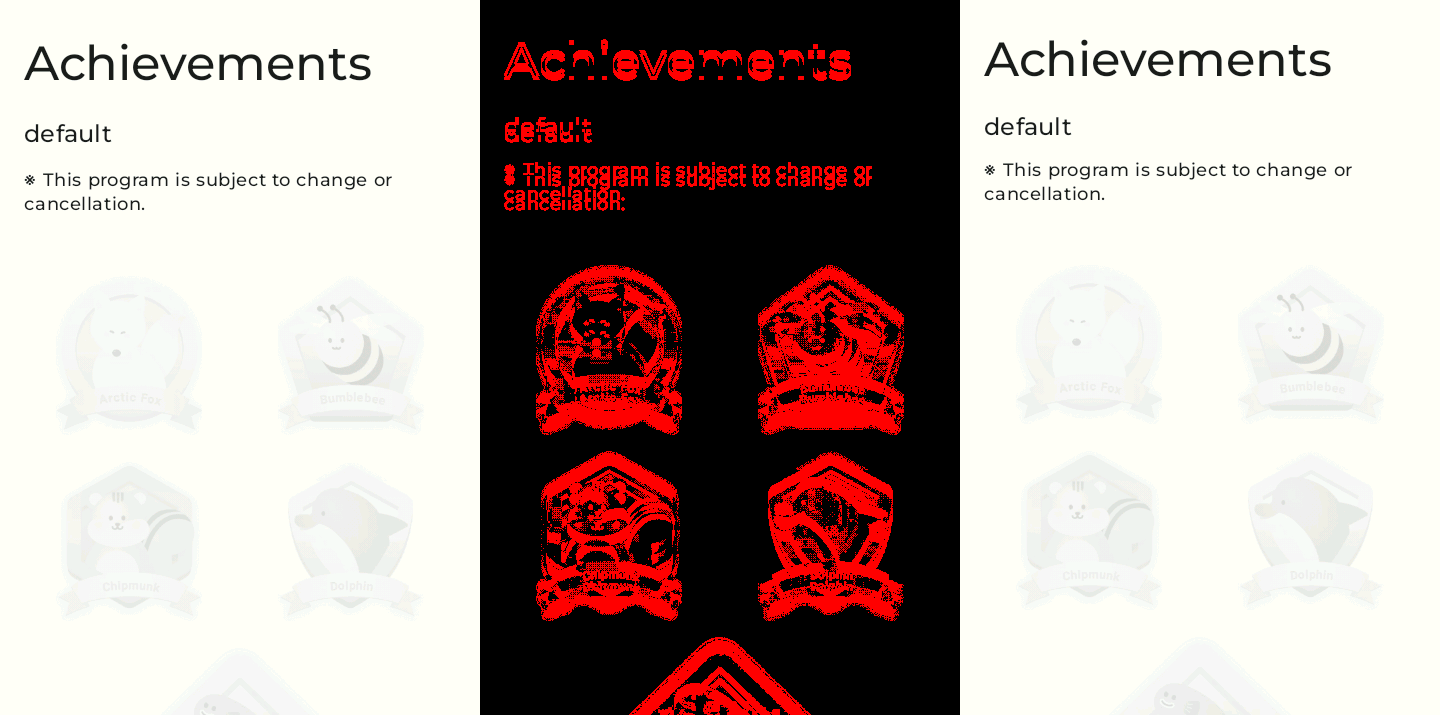 Achievements
default
※ This program is subject to change or
cancellation.
Arctic Fox
Bumblebee
Chipmunk
Dolphin
Achievements
default
※ This program is subject to change or
cancellation.
Arctic Fox
Achievements
default
※ This program is subject to change or
cancellation.
Arctic Fox
Bumblebee
Chipmunk
Dolphin